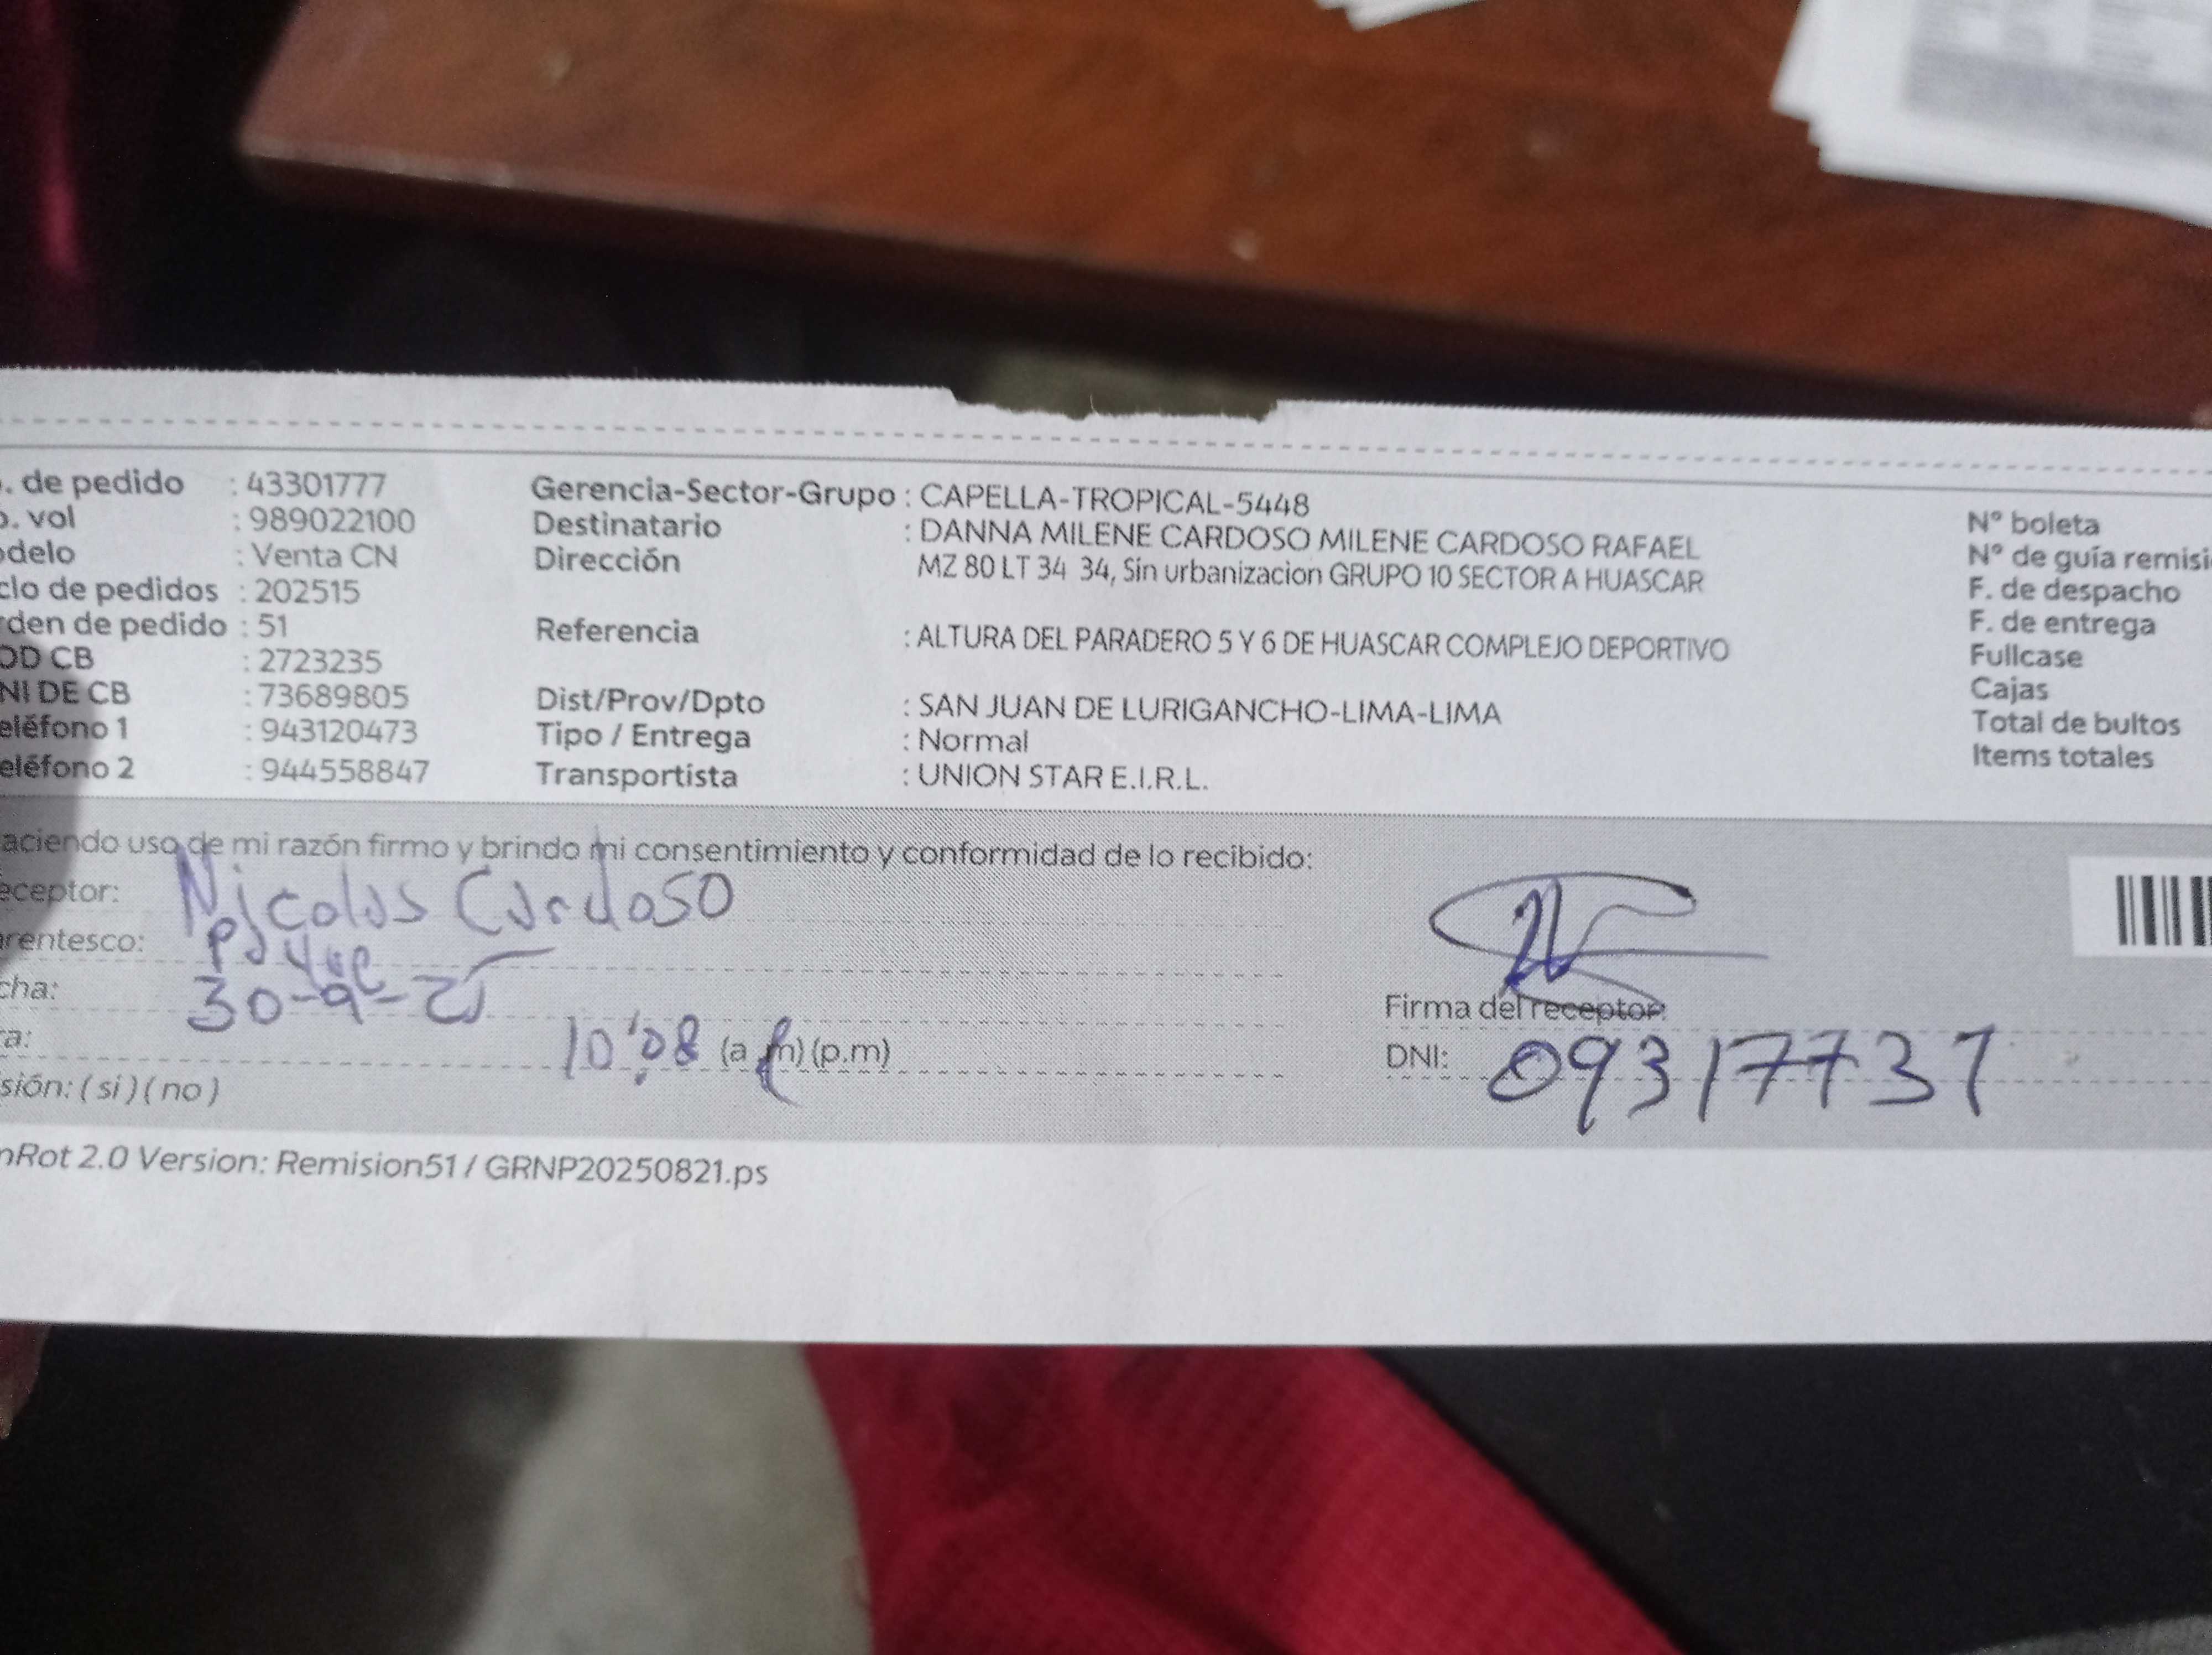 . de pedido : 43301777
o. vol : 989022100
odelo : Venta CN
clo de pedidos : 202515
rden de pedido : 51
OD CB : 2723235
NI DE CB : 73689805
eléfono 1 : 943120473
eléfono 2 : 944558847
Gerencia-Sector-Grupo : CAPELLA-TROPICAL-5448
Destinatario : DANNA MILENE CARDOSO MILENE CARDOSO RAFAEL
Dirección MZ 80 LT 34 34, Sin urbanizacion GRUPO 10 SECTOR A HUASCAR
Referencia : ALTURA DEL PARADERO 5 Y 6 DE HUASCAR COMPLEJO DEPORTIVO
Dist/Prov/Dpto : SAN JUAN DE LURIGANCHO-LIMA-LIMA
Tipo / Entrega : Normal
Transportista : UNION STAR E.I.R.L.
N° boleta
N° de guía remisi
F. de despacho
F. de entrega
Fullcase
Cajas
Total de bultos
Items totales
aciendo uso de mi razón firmo y brindo mi consentimiento y conformidad de lo recibido:
eceptor: Nicolas Cardoso
arentesco: Padre
cha: 30-9-25
ra: 10:08 (a.m) (p.m)
sión: ( si ) ( no )
Firma del receptor:
DNI: 09317737
nRot 2.0 Version: Remision51 / GRNP20250821.ps